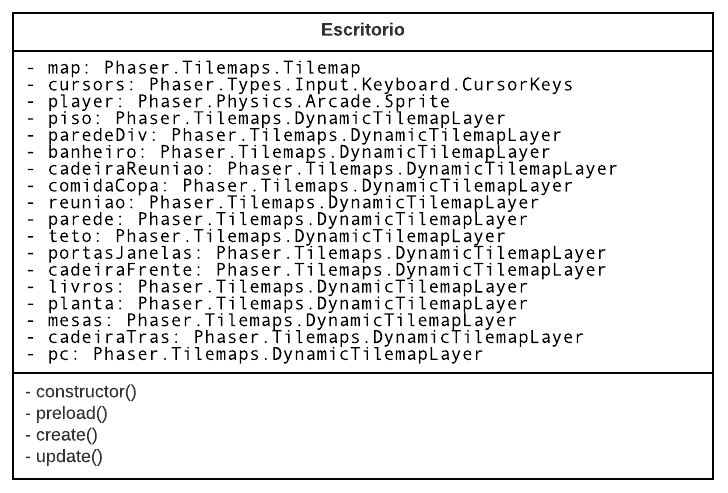 Escritorio
- map: Phaser.Tilemaps.Tilemap
- cursors: Phaser.Types.Input.Keyboard.CursorKeys
- player: Phaser.Physics.Arcade.Sprite
- piso: Phaser.Tilemaps.DynamicTilemapLayer
- paredeDiv: Phaser.Tilemaps.DynamicTilemapLayer
- banheiro: Phaser.Tilemaps.DynamicTilemapLayer
- cadeiraReuniao: Phaser.Tilemaps.DynamicTilemapLayer
- comidaCopa: Phaser.Tilemaps.DynamicTilemapLayer
- reuniao: Phaser.Tilemaps.DynamicTilemapLayer
- parede: Phaser.Tilemaps.DynamicTilemapLayer
- teto: Phaser.Tilemaps.DynamicTilemapLayer
- portasJanelas: Phaser.Tilemaps.DynamicTilemapLayer
- cadeiraFrente: Phaser.Tilemaps.DynamicTilemapLayer
- livros: Phaser.Tilemaps.DynamicTilemapLayer
- planta: Phaser.Tilemaps.DynamicTilemapLayer
- mesas: Phaser.Tilemaps.DynamicTilemapLayer
- cadeiraTras: Phaser.Tilemaps.DynamicTilemapLayer
- pc: Phaser.Tilemaps.DynamicTilemapLayer
- constructor()
- preload()
- create()
- update()